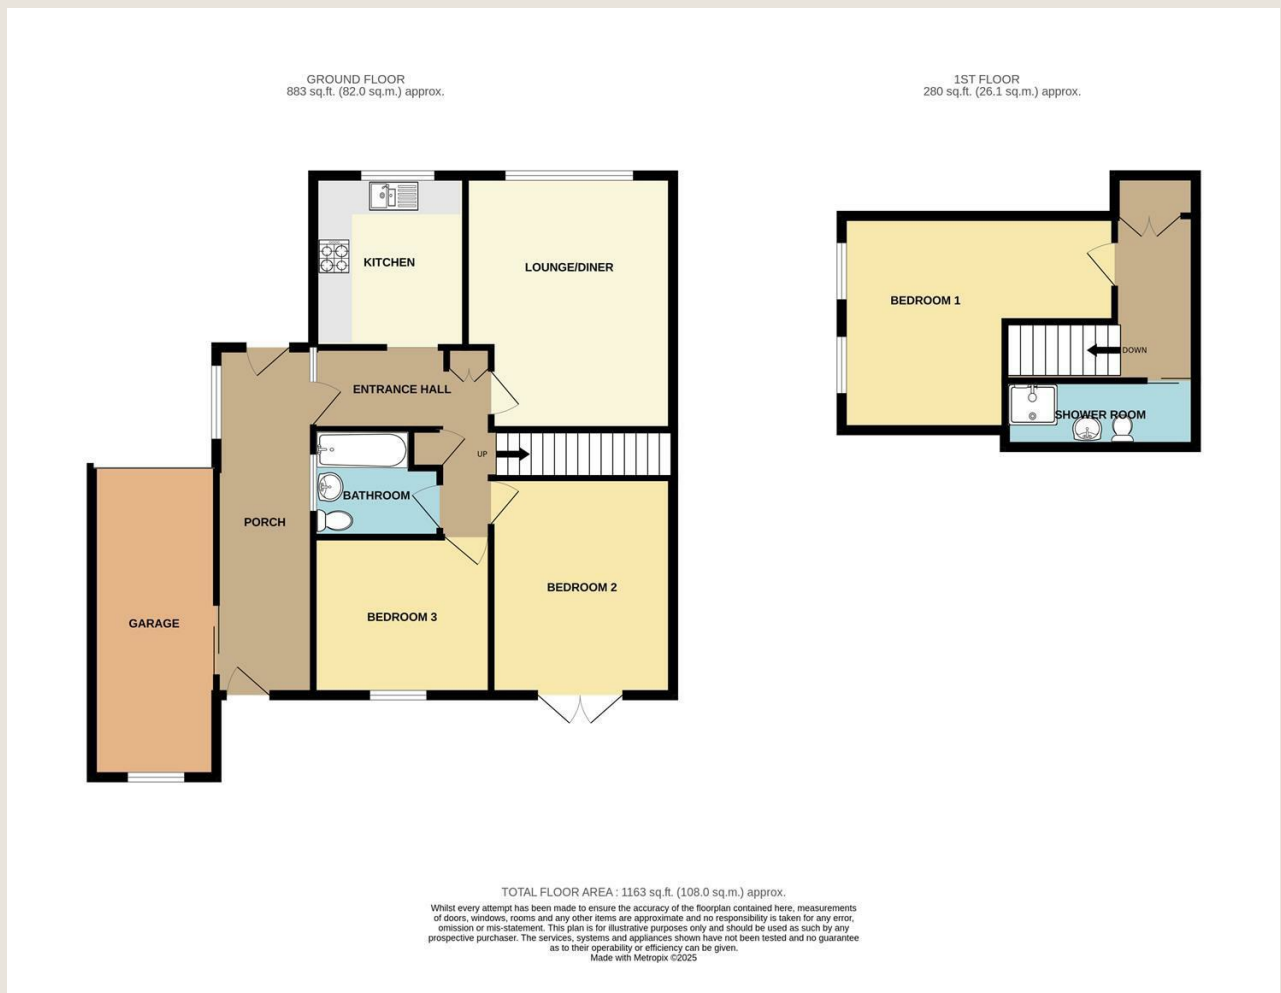 GROUND FLOOR
883 sq.ft. (82.0 sq.m.) approx.
1ST FLOOR
280 sq.ft. (26.1 sq.m.) approx.
KITCHEN
LOUNGE/DINER
BEDROOM 1
DOWN
ENTRANCE HALL
SHOWER ROOM
UP
BATHROOM
PORCH
BEDROOM 2
BEDROOM 3
GARAGE
TOTAL FLOOR AREA : 1163 sq.ft. (108.0 sq.m.) approx.
Whilst every attempt has been made to ensure the accuracy of the floorplan contained here, measurements
of doors, windows, rooms and any other items are approximate and no responsibility is taken for any error,
omission or mis-statement. This plan is for illustrative purposes only and should be used as such by any
prospective purchaser. The services, systems and appliances shown have not been tested and no guarantee
as to their operability or efficiency can be given.
Made with Metropix ©2025